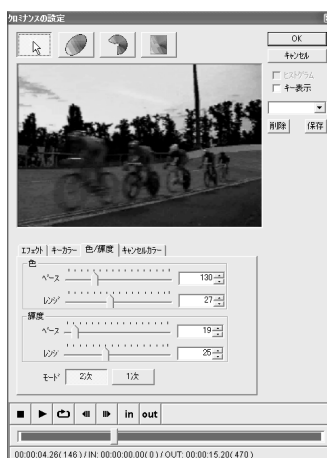 クロミナンスの設定
OK
キャンセル
ヒストグラム
キー表示
削除 保存
エフェクト キーカラー 色/輝度 キャンセルカラー
色
ベース 130
レンジ 27
輝度
ベース 19
レンジ 25
モード 2次 1次
in out
00:00:04.26( 146 ) / IN: 00:00:00.00( 0 ) / OUT: 00:00:15.20( 470 )